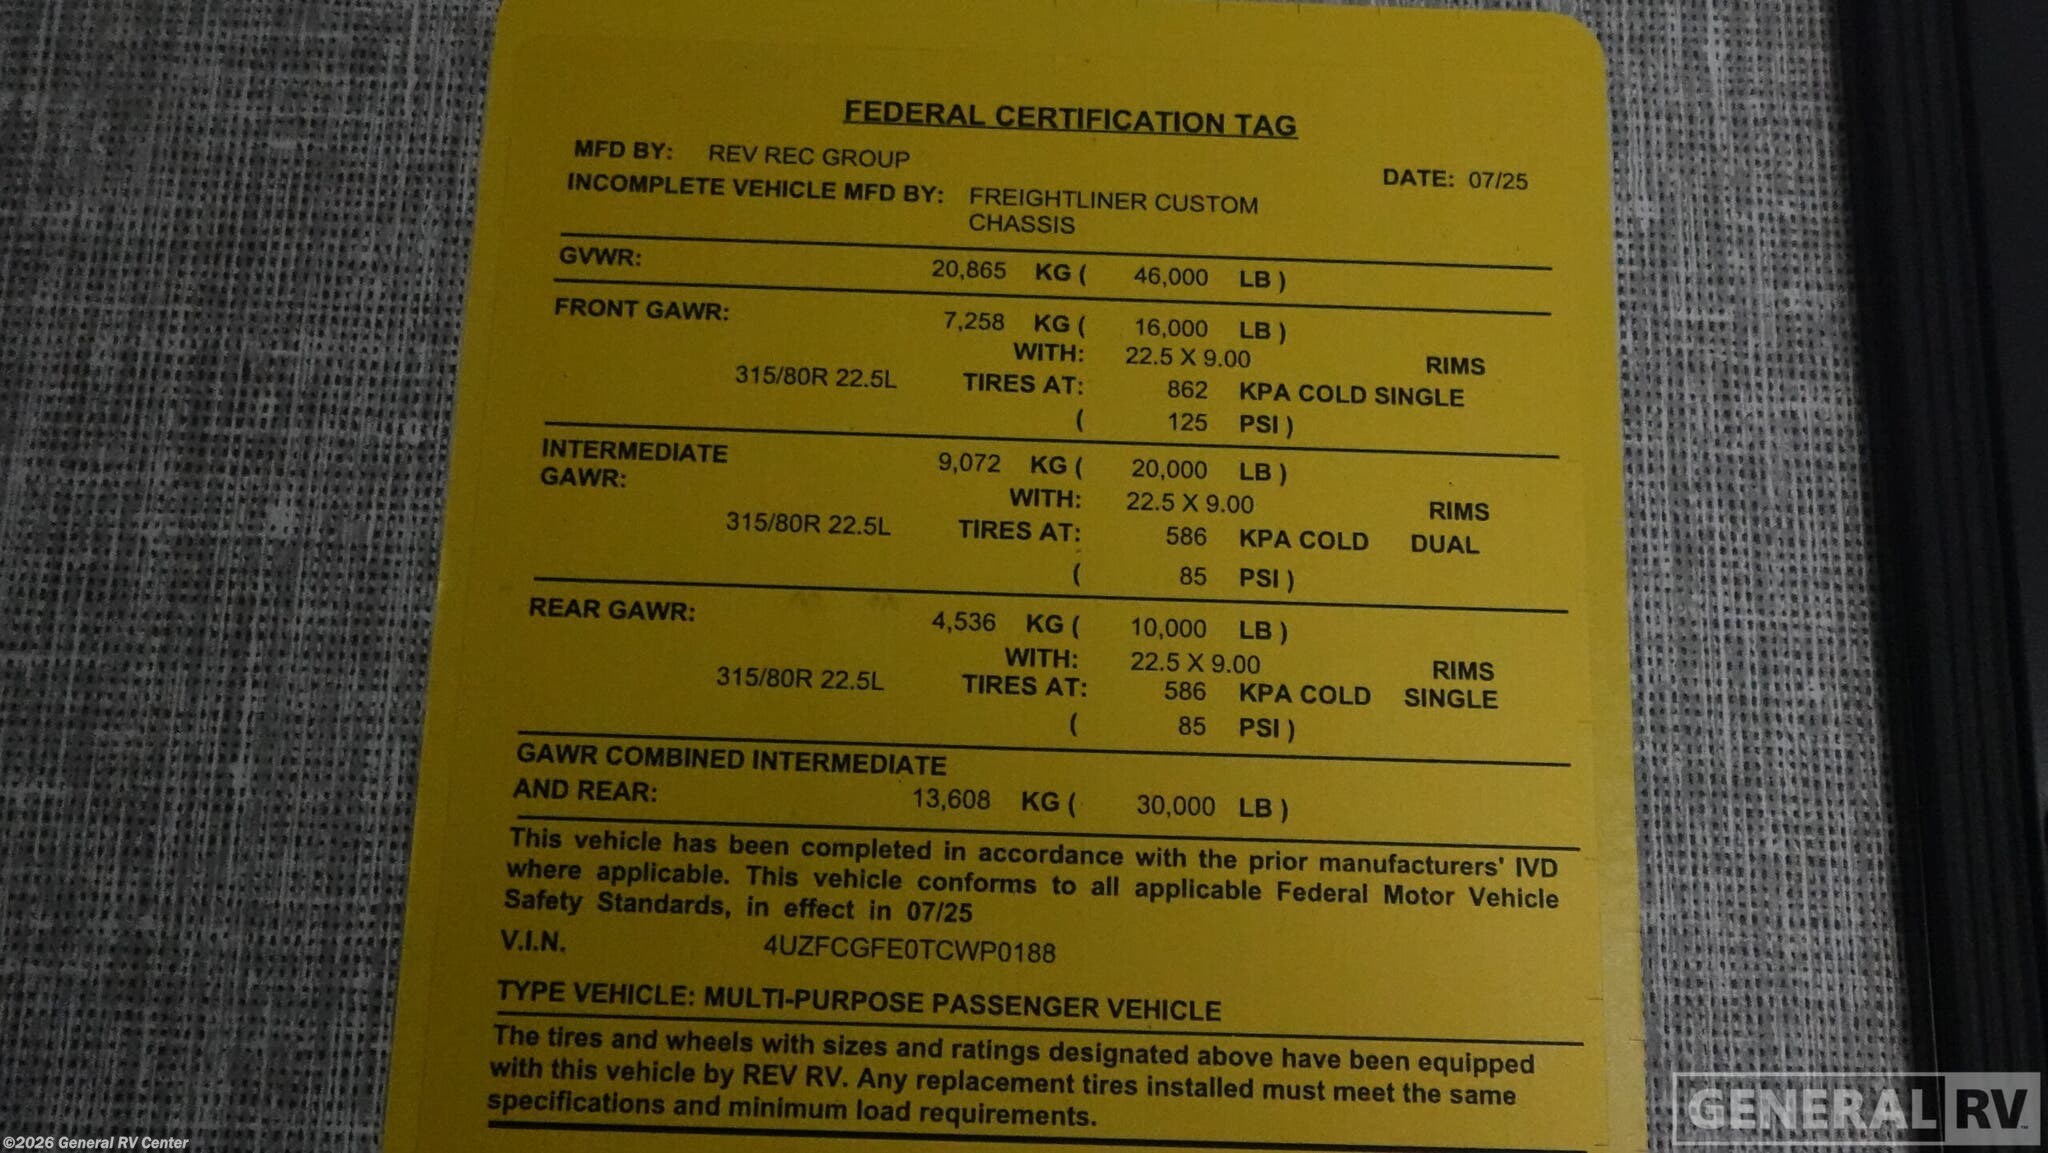 FEDERAL CERTIFICATION TAG
MFD BY: REV REC GROUP DATE: 07/25
INCOMPLETE VEHICLE MFD BY: FREIGHTLINER CUSTOM
CHASSIS
GVWR: 20,865 KG ( 46,000 LB )
FRONT GAWR: 7,258 KG ( 16,000 LB )
WITH: 22.5 X 9.00 RIMS
315/80R 22.5L TIRES AT: 862 KPA COLD SINGLE
( 125 PSI )
INTERMEDIATE 9,072 KG ( 20,000 LB )
GAWR: WITH: 22.5 X 9.00 RIMS
315/80R 22.5L TIRES AT: 586 KPA COLD DUAL
( 85 PSI )
REAR GAWR: 4,536 KG ( 10,000 LB )
WITH: 22.5 X 9.00 RIMS
315/80R 22.5L TIRES AT: 586 KPA COLD SINGLE
( 85 PSI )
GAWR COMBINED INTERMEDIATE
AND REAR: 13,608 KG ( 30,000 LB )
This vehicle has been completed in accordance with the prior manufacturers' IVD
where applicable. This vehicle conforms to all applicable Federal Motor Vehicle
Safety Standards, in effect in 07/25
V.I.N. 4UZFCGFE0TCWP0188
TYPE VEHICLE: MULTI-PURPOSE PASSENGER VEHICLE
The tires and wheels with sizes and ratings designated above have been equipped
with this vehicle by REV RV. Any replacement tires installed must meet the same
specifications and minimum load requirements.
GENERAL RV
©2026 General RV Center